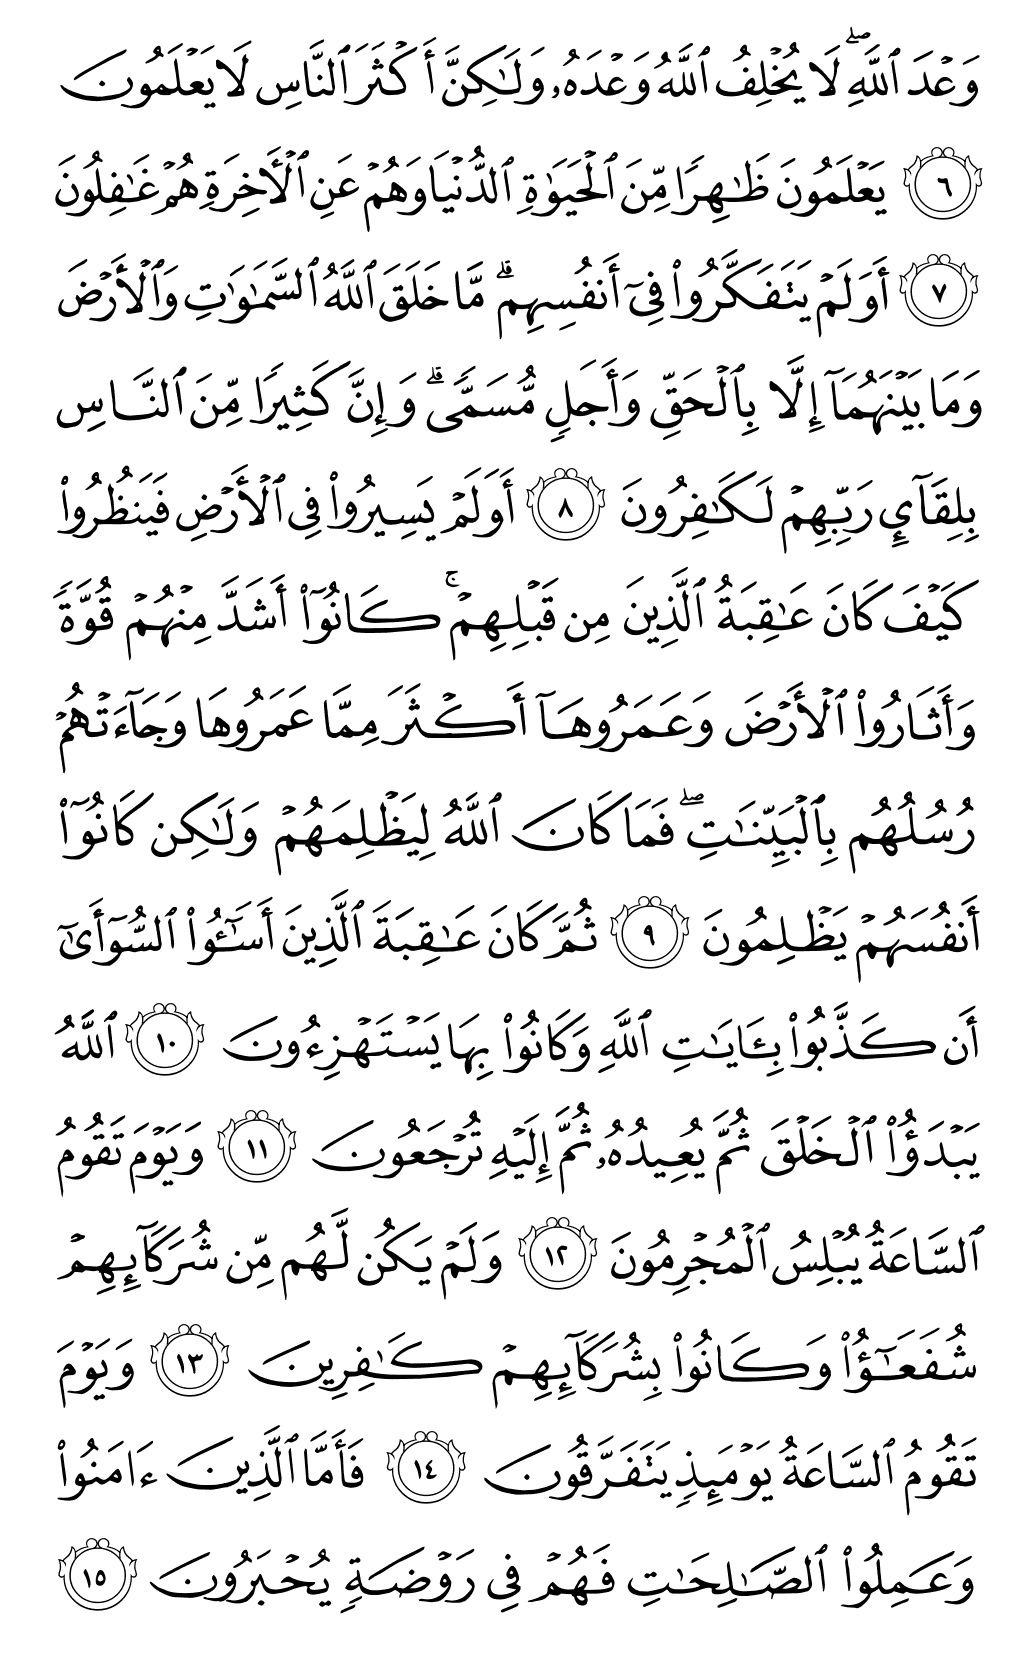 وَعْدَ ٱللَّهِ ۖ لَا يُخْلِفُ ٱللَّهُ وَعْدَهُۥ وَلَـٰكِنَّ أَكْثَرَ ٱلنَّاسِ لَا يَعْلَمُونَ
٦ يَعْلَمُونَ ظَـٰهِرًا مِّنَ ٱلْحَيَوٰةِ ٱلدُّنْيَا وَهُمْ عَنِ ٱلْأَخِرَةِ هُمْ غَـٰفِلُونَ
٧ أَوَلَمْ يَتَفَكَّرُوا۟ فِىٓ أَنفُسِهِم ۗ مَّا خَلَقَ ٱللَّهُ ٱلسَّمَـٰوَٰتِ وَٱلْأَرْضَ
وَمَا بَيْنَهُمَآ إِلَّا بِٱلْحَقِّ وَأَجَلٍ مُّسَمًّى ۗ وَإِنَّ كَثِيرًا مِّنَ ٱلنَّاسِ
بِلِقَآئِ رَبِّهِمْ لَكَـٰفِرُونَ ٨ أَوَلَمْ يَسِيرُوا۟ فِى ٱلْأَرْضِ فَيَنظُرُوا۟
كَيْفَ كَانَ عَـٰقِبَةُ ٱلَّذِينَ مِن قَبْلِهِمْ ۚ كَانُوٓا۟ أَشَدَّ مِنْهُمْ قُوَّةً
وَأَثَارُوا۟ ٱلْأَرْضَ وَعَمَرُوهَآ أَكْثَرَ مِمَّا عَمَرُوهَا وَجَآءَتْهُمْ
رُسُلُهُم بِٱلْبَيِّنَـٰتِ ۖ فَمَا كَانَ ٱللَّهُ لِيَظْلِمَهُمْ وَلَـٰكِن كَانُوٓا۟
أَنفُسَهُمْ يَظْلِمُونَ ٩ ثُمَّ كَانَ عَـٰقِبَةَ ٱلَّذِينَ أَسَـٰٓـُٔوا۟ ٱلسُّوٓأَىٰٓ
أَن كَذَّبُوا۟ بِـَٔايَـٰتِ ٱللَّهِ وَكَانُوا۟ بِهَا يَسْتَهْزِءُونَ ١٠ ٱللَّهُ
يَبْدَؤُا۟ ٱلْخَلْقَ ثُمَّ يُعِيدُهُۥ ثُمَّ إِلَيْهِ تُرْجَعُونَ ١١ وَيَوْمَ تَقُومُ
ٱلسَّاعَةُ يُبْلِسُ ٱلْمُجْرِمُونَ ١٢ وَلَمْ يَكُن لَّهُم مِّن شُرَكَآئِهِمْ
شُفَعَـٰٓؤُا۟ وَكَانُوا۟ بِشُرَكَآئِهِمْ كَـٰفِرِينَ ١٣ وَيَوْمَ
تَقُومُ ٱلسَّاعَةُ يَوْمَئِذٍ يَتَفَرَّقُونَ ١٤ فَأَمَّا ٱلَّذِينَ ءَامَنُوا۟
وَعَمِلُوا۟ ٱلصَّـٰلِحَـٰتِ فَهُمْ فِى رَوْضَةٍ يُحْبَرُونَ ١٥